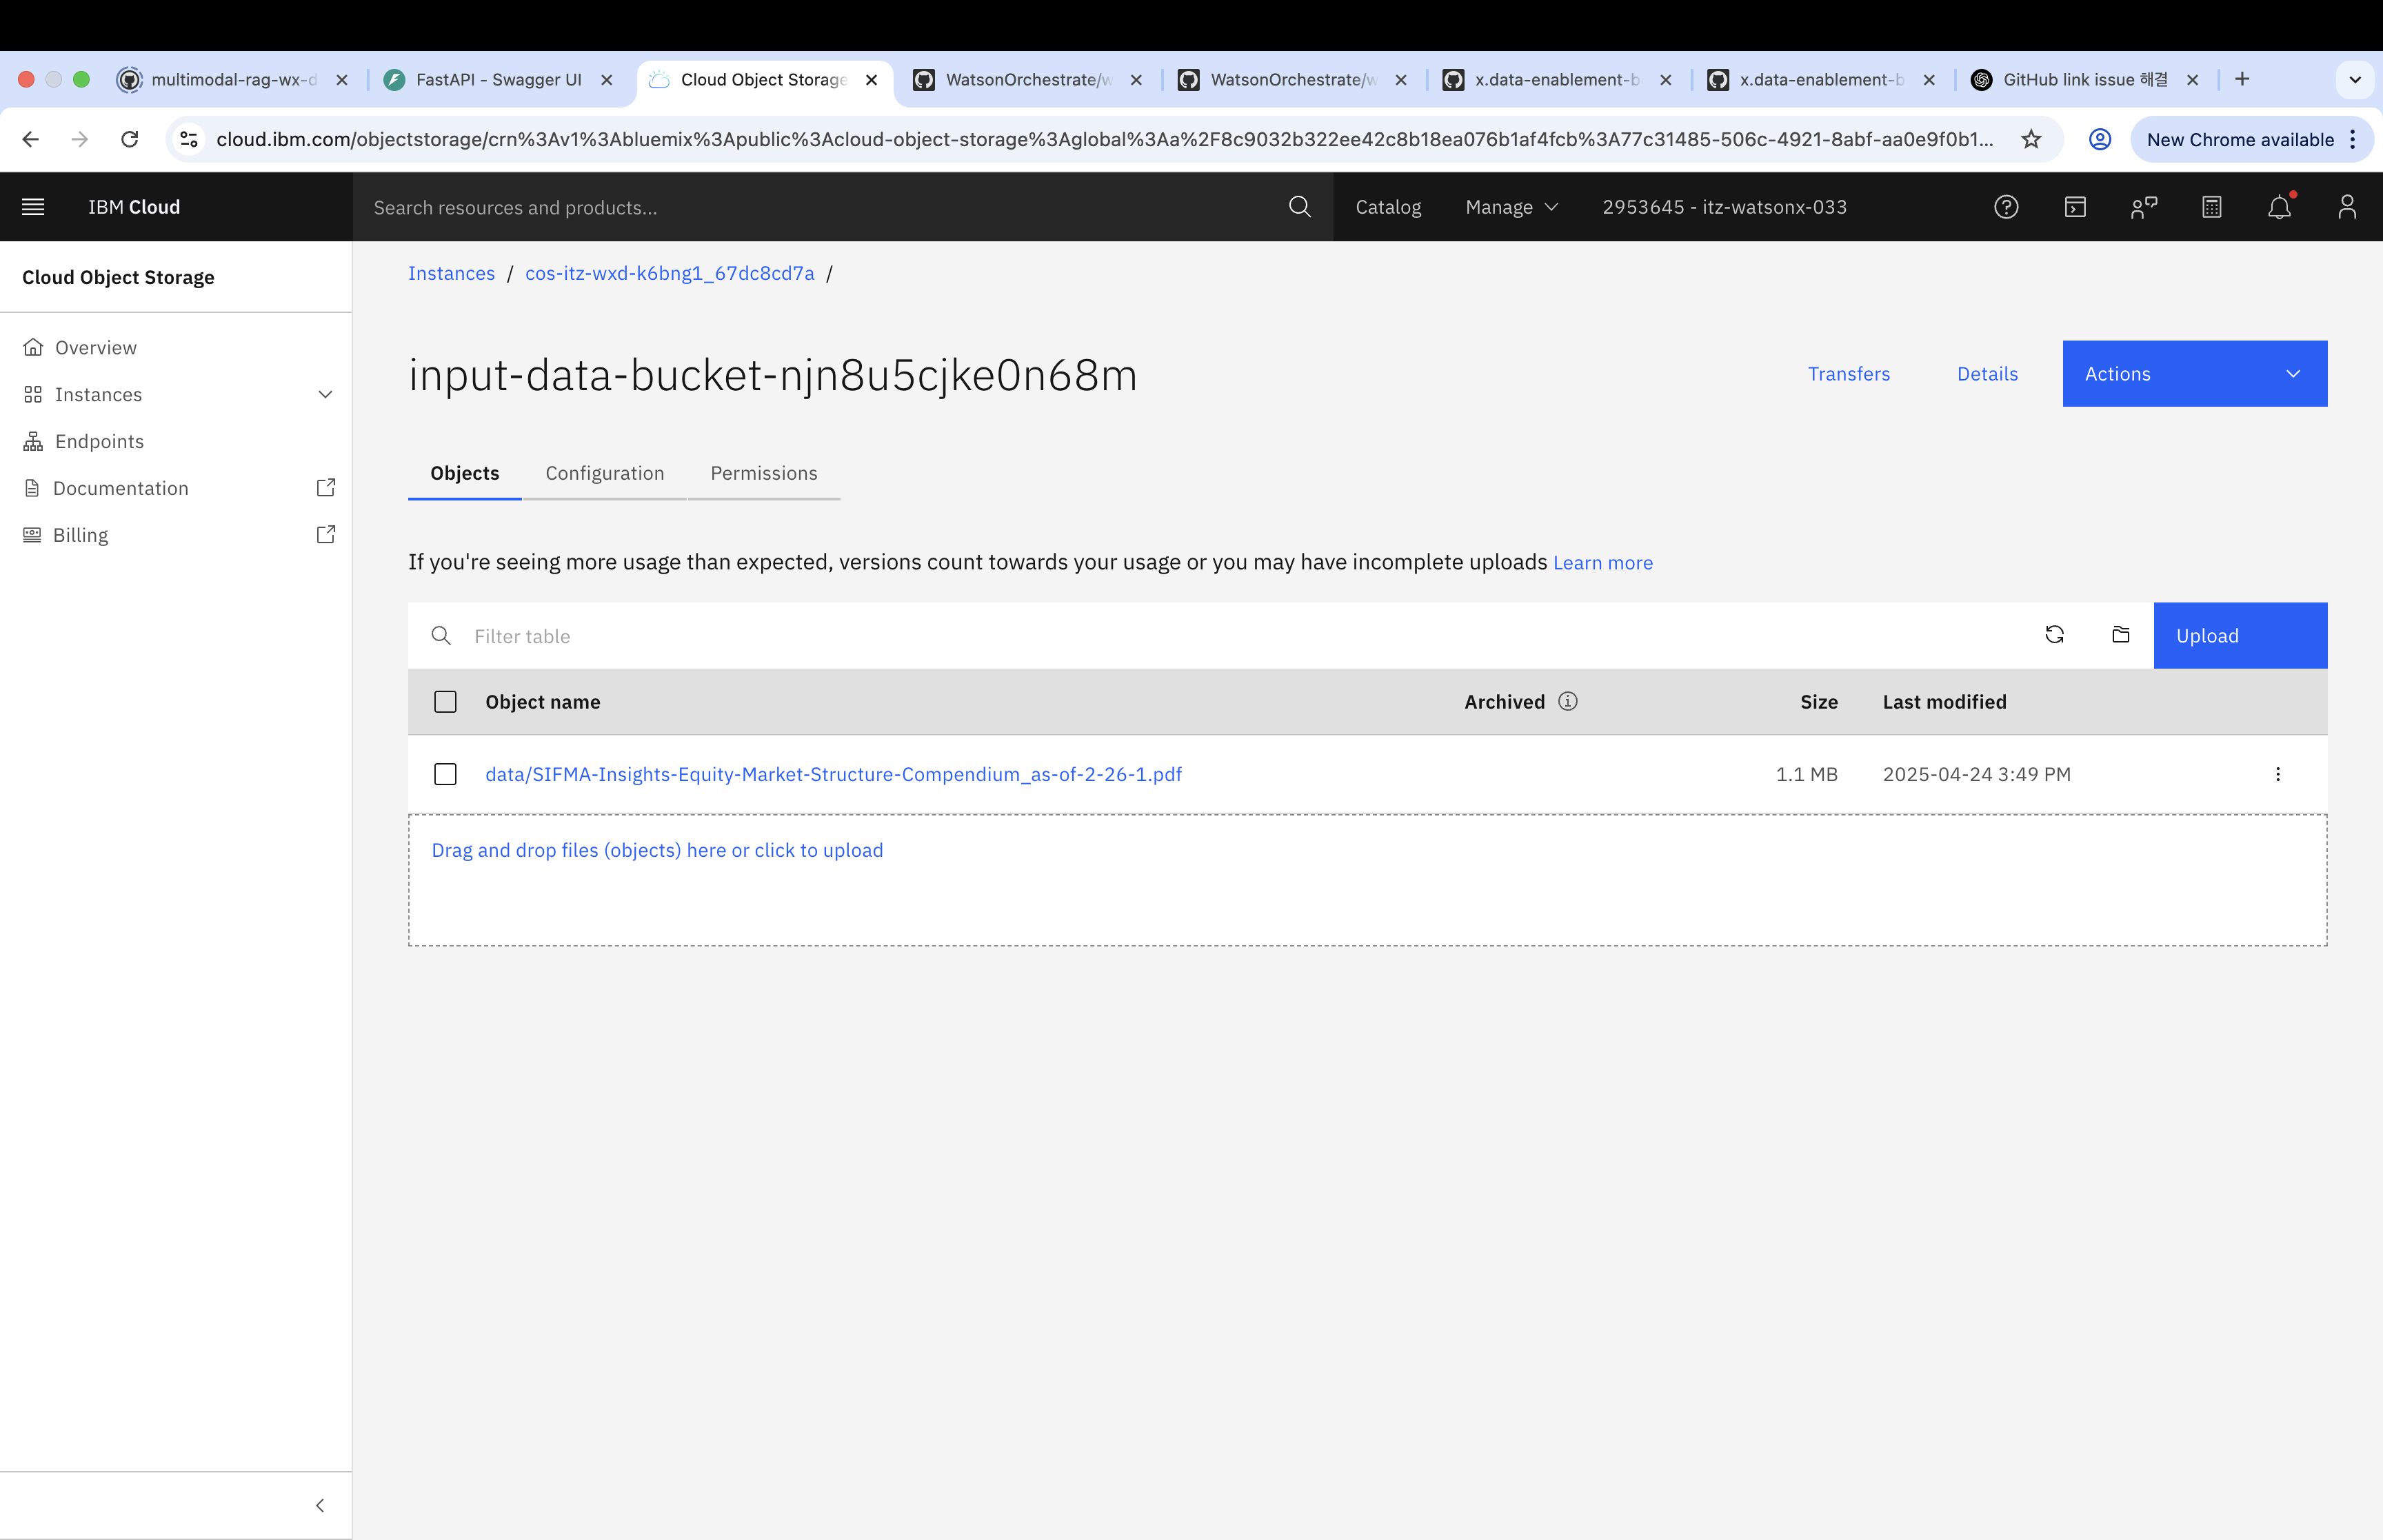 multimodal-rag-wx-d
FastAPI - Swagger UI
Cloud Object Storage
WatsonOrchestrate/w
WatsonOrchestrate/w
x.data-enablement-b
x.data-enablement-b
GitHub link issue 해결
cloud.ibm.com/objectstorage/crn%3Av1%3Abluemix%3Apublic%3Acloud-object-storage%3Aglobal%3Aa%2F8c9032b322ee42c8b18ea076b1af4fcb%3A77c31485-506c-4921-8abf-aa0e9f0b1...
New Chrome available
IBM Cloud
Search resources and products...
Catalog
Manage
2953645 - itz-watsonx-033
Cloud Object Storage
Overview
Instances
Endpoints
Documentation
Billing
Instances / cos-itz-wxd-k6bng1_67dc8cd7a /
input-data-bucket-njn8u5cjke0n68m
Transfers
Details
Actions
Objects
Configuration
Permissions
If you're seeing more usage than expected, versions count towards your usage or you may have incomplete uploads Learn more
Filter table
Upload
Object name
Archived
Size
Last modified
data/SIFMA-Insights-Equity-Market-Structure-Compendium_as-of-2-26-1.pdf
1.1 MB
2025-04-24 3:49 PM
Drag and drop files (objects) here or click to upload